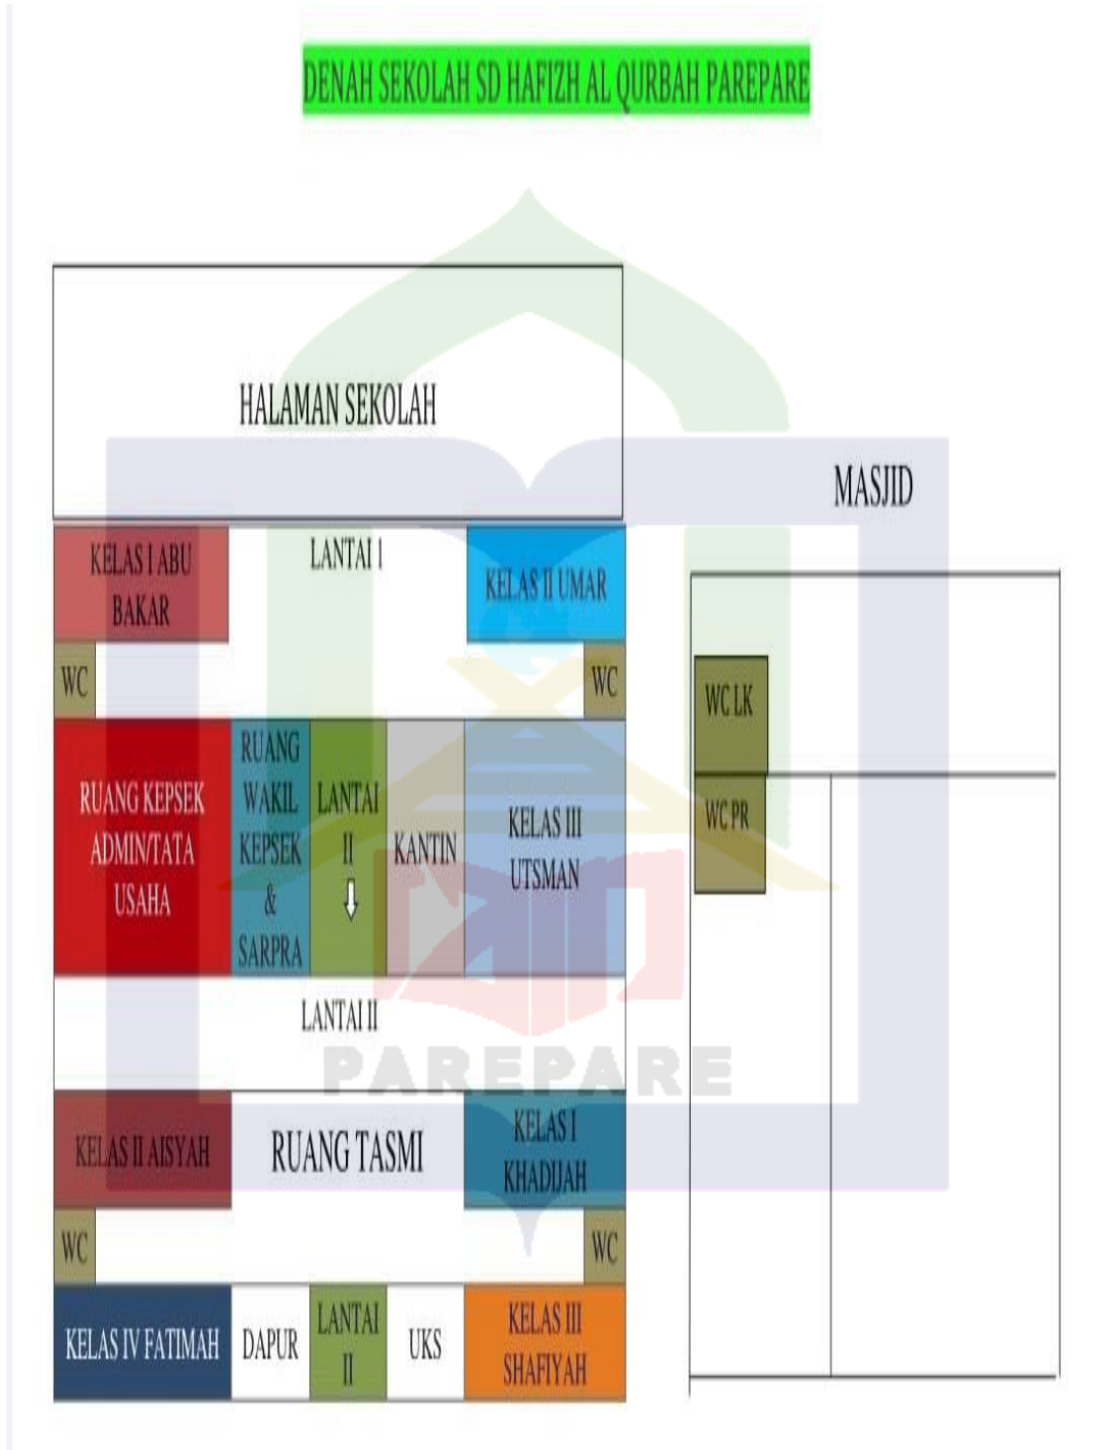 DENAH SEKOLAH SD HAFIZH AL QURBAH PAREPARE
HALAMAN SEKOLAH
MASJID
KELAS I ABU
BAKAR
LANTAI 1
KELAS II UMAR
WC
WC
WC LK
WC PR
RUANG KEPSEK
ADMIN/TATA
USAHA
RUANG
WAKIL
KEPSEK
&
SARPRA
LANTAI
II
KANTIN
KELAS III
UTSMAN
LANTAI II
PAREPARE
KELAS II AISYAH
RUANG TASMI
KELAS I
KHADIJAH
WC
WC
KELAS IV FATIMAH
DAPUR
LANTAI
II
UKS
KELAS III
SHAFIYAH